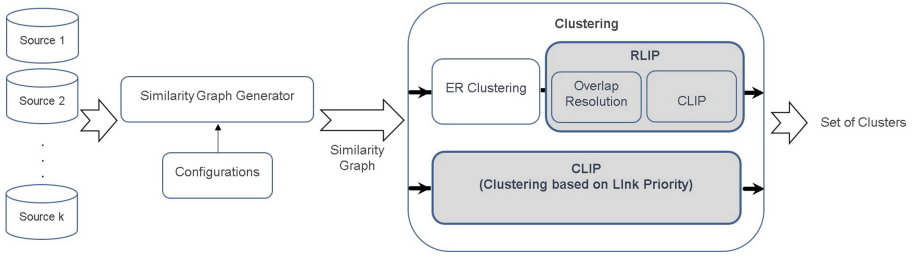 Source 1
Source 2
.
.
.
Source k
Similarity Graph Generator
Configurations
Similarity
Graph
Clustering
ER Clustering
RLIP
Overlap
Resolution
CLIP
CLIP
(Clustering based on LInk Priority)
Set of Clusters